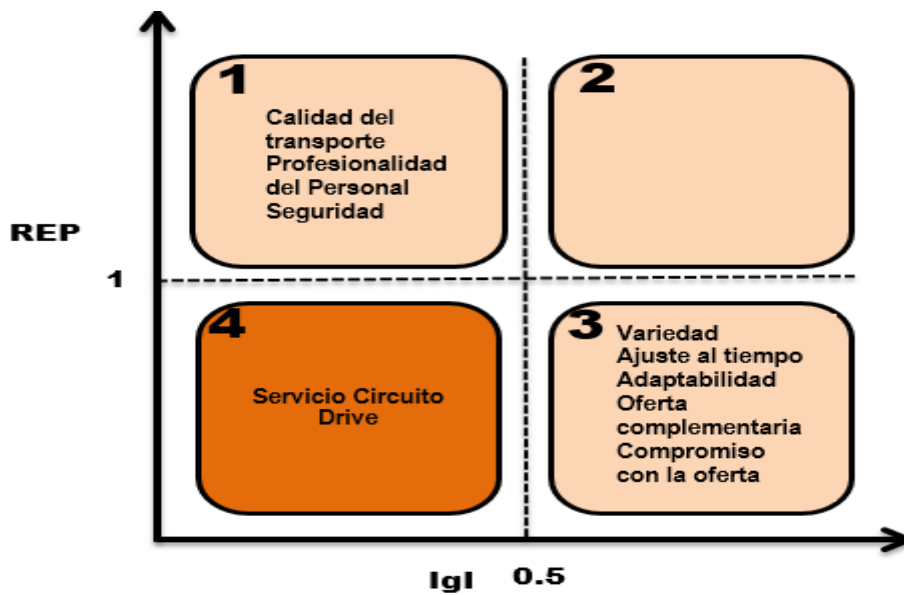 1
Calidad del
transporte
Profesionalidad
del Personal
Seguridad
2
REP
1
4
Servicio Circuito
Drive
3
Variedad
Ajuste al tiempo
Adaptabilidad
Oferta
complementaria
Compromiso
con la oferta
IgI
0.5